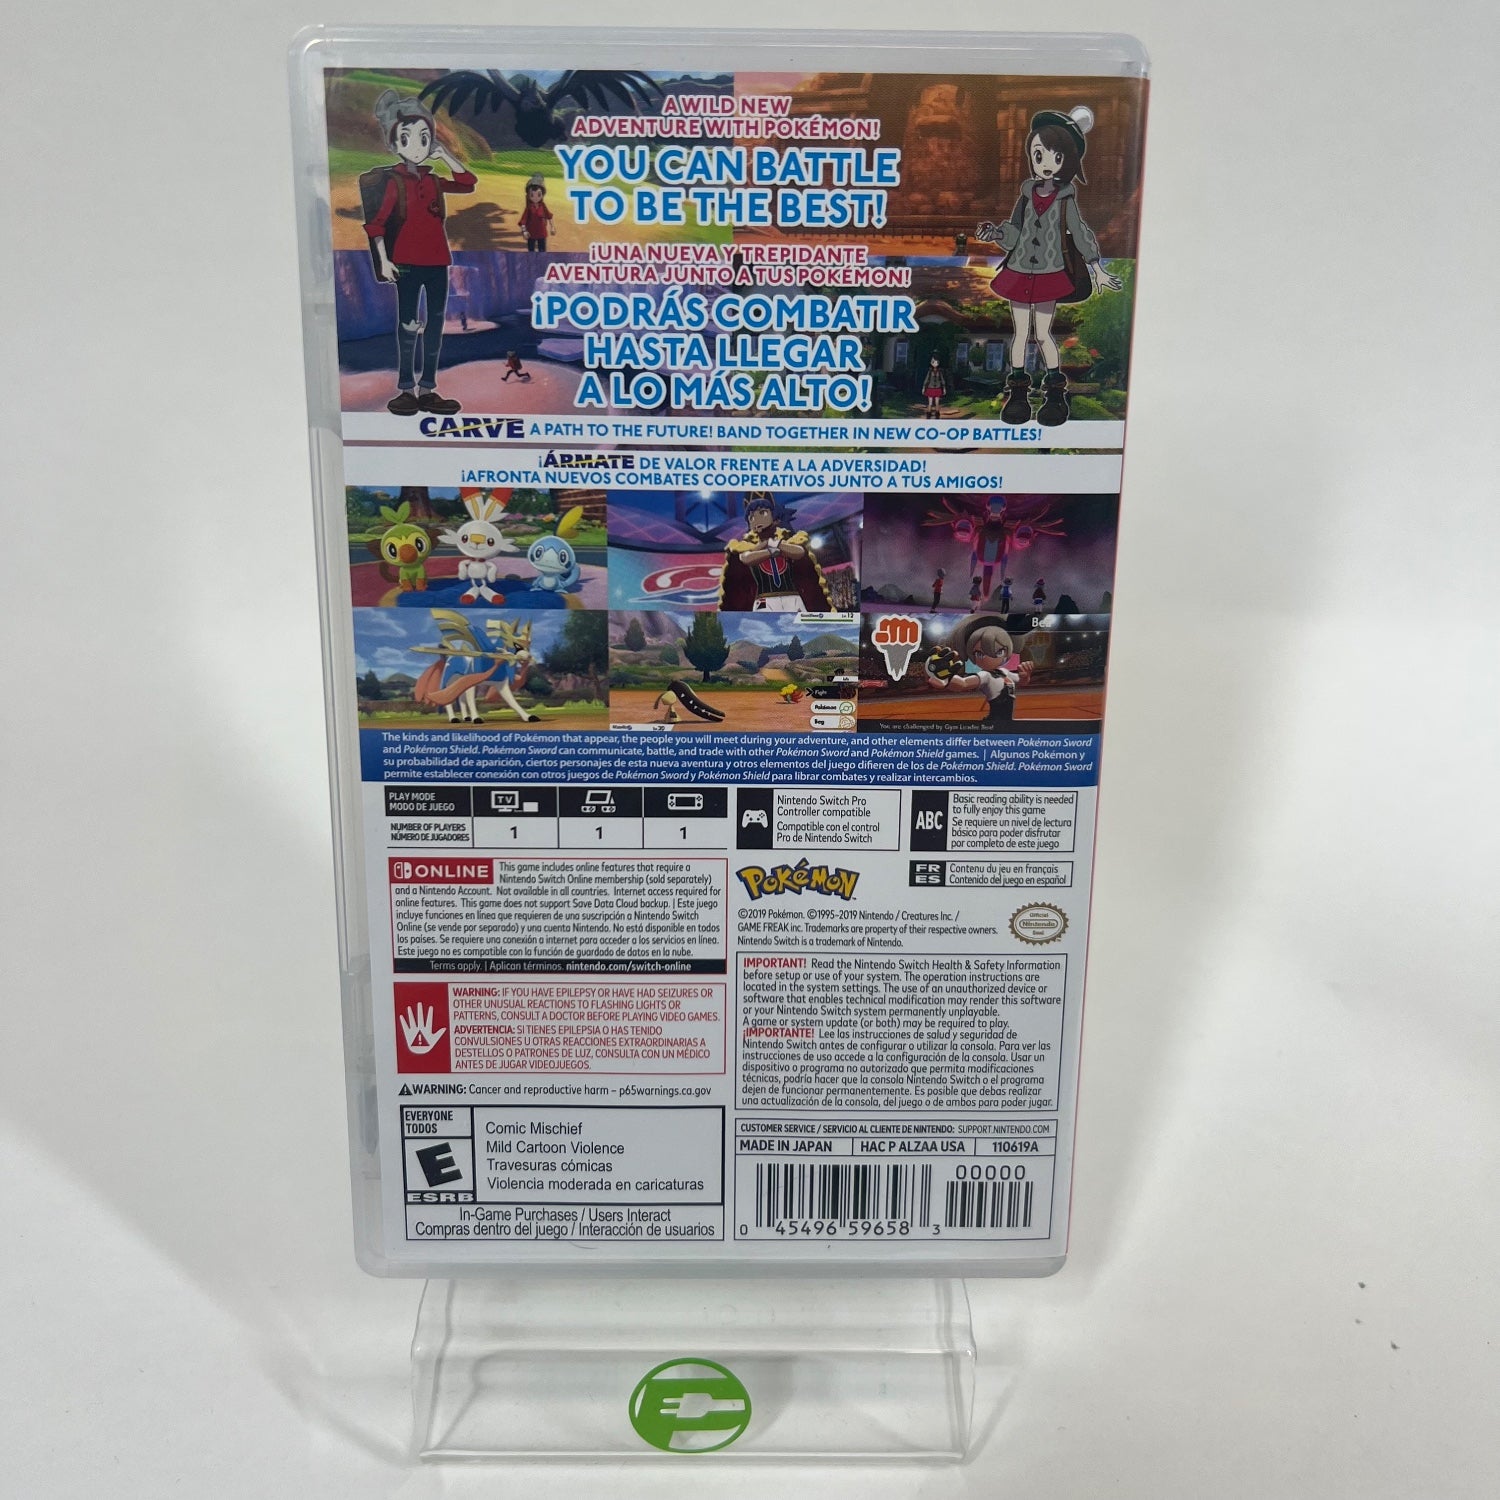 A WILD NEW
ADVENTURE WITH POKÉMON!
YOU CAN BATTLE
TO BE THE BEST!
¡UNA NUEVA Y TREPIDANTE
AVENTURA JUNTO A TUS POKÉMON!
¡PODRÁS COMBATIR
HASTA LLEGAR
A LO MÁS ALTO!
CARVE A PATH TO THE FUTURE! BAND TOGETHER IN NEW CO-OP BATTLES!
¡ÁRMATE DE VALOR FRENTE A LA ADVERSIDAD!
¡AFRONTA NUEVOS COMBATES COOPERATIVOS JUNTO A TUS AMIGOS!
Lv.12
Bea
Fight
Pokémon
Bag
You are challenged by Gym Leader Bea!
The kinds and likelihood of Pokémon that appear, the people you will meet during your adventure, and other elements differ between Pokémon Sword
and Pokémon Shield. Pokémon Sword can communicate, battle, and trade with other Pokémon Sword and Pokémon Shield games. | Algunos Pokémon y
su probabilidad de aparición, ciertos personajes de esta nueva aventura y otros elementos del juego difieren de los de Pokémon Shield. Pokémon Sword
permite establecer conexión con otros juegos de Pokémon Sword y Pokémon Shield para librar combates y realizar intercambios.
PLAY MODE
MODO DE JUEGO
TV
NUMBER OF PLAYERS
NÚMERO DE JUGADORES
1 1 1
Nintendo Switch Pro
Controller compatible
Compatible con el control
Pro de Nintendo Switch
ABC
Basic reading ability is needed
to fully enjoy this game
Se requiere un nivel de lectura
básico para poder disfrutar
por completo de este juego
ONLINE
This game includes online features that require a
Nintendo Switch Online membership (sold separately)
and a Nintendo Account. Not available in all countries. Internet access required for
online features. This game does not support Save Data Cloud backup. | Este juego
incluye funciones en línea que requieren de una suscripción a Nintendo Switch
Online (se vende por separado) y una cuenta Nintendo. No está disponible en todos
los países. Se requiere una conexión a internet para acceder a los servicios en línea.
Este juego no es compatible con la función de guardado de datos en la nube.
Terms apply. | Aplican términos. nintendo.com/switch-online
POKéMON
FR
ES
Contenu du jeu en français
Contenido del juego en español
©2019 Pokémon. ©1995-2019 Nintendo / Creatures Inc. /
GAME FREAK inc. Trademarks are property of their respective owners.
Nintendo Switch is a trademark of Nintendo.
Official
Nintendo
Seal
WARNING: IF YOU HAVE EPILEPSY OR HAVE HAD SEIZURES OR
OTHER UNUSUAL REACTIONS TO FLASHING LIGHTS OR
PATTERNS, CONSULT A DOCTOR BEFORE PLAYING VIDEO GAMES.
ADVERTENCIA: SI TIENES EPILEPSIA O HAS TENIDO
CONVULSIONES U OTRAS REACCIONES EXTRAORDINARIAS A
DESTELLOS O PATRONES DE LUZ, CONSULTA CON UN MÉDICO
ANTES DE JUGAR VIDEOJUEGOS.
WARNING: Cancer and reproductive harm – p65warnings.ca.gov
IMPORTANT! Read the Nintendo Switch Health & Safety Information
before setup or use of your system. The operation instructions are
located in the system settings. The use of an unauthorized device or
software that enables technical modification may render this software
or your Nintendo Switch system permanently unplayable.
A game or system update (or both) may be required to play.
¡IMPORTANTE! Lee las instrucciones de salud y seguridad de
Nintendo Switch antes de configurar o utilizar la consola. Para ver las
instrucciones de uso accede a la configuración de la consola. Usar un
dispositivo o programa no autorizado que permita modificaciones
técnicas, podría hacer que la consola Nintendo Switch o el programa
dejen de funcionar permanentemente. Es posible que debas realizar
una actualización de la consola, del juego o de ambos para poder jugar.
EVERYONE
TODOS
E
ESRB
Comic Mischief
Mild Cartoon Violence
Travesuras cómicas
Violencia moderada en caricaturas
In-Game Purchases / Users Interact
Compras dentro del juego / Interacción de usuarios
CUSTOMER SERVICE / SERVICIO AL CLIENTE DE NINTENDO: SUPPORT.NINTENDO.COM
MADE IN JAPAN HAC P ALZAA USA 110619A
00000
0 45496 59658 3